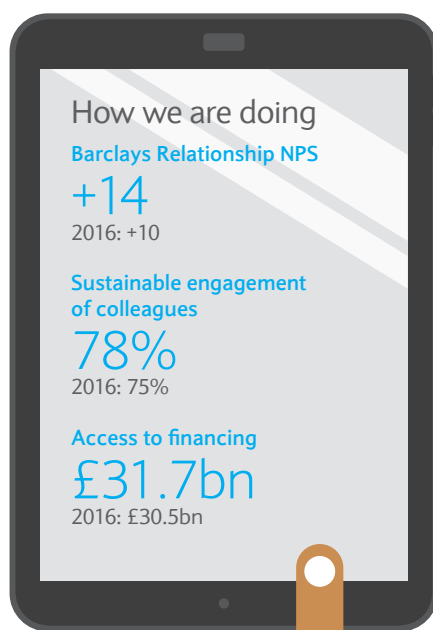 How we are doing
Barclays Relationship NPS
+14
2016: +10
Sustainable engagement
of colleagues
78%
2016: 75%
Access to financing
£31.7bn
2016: £30.5bn